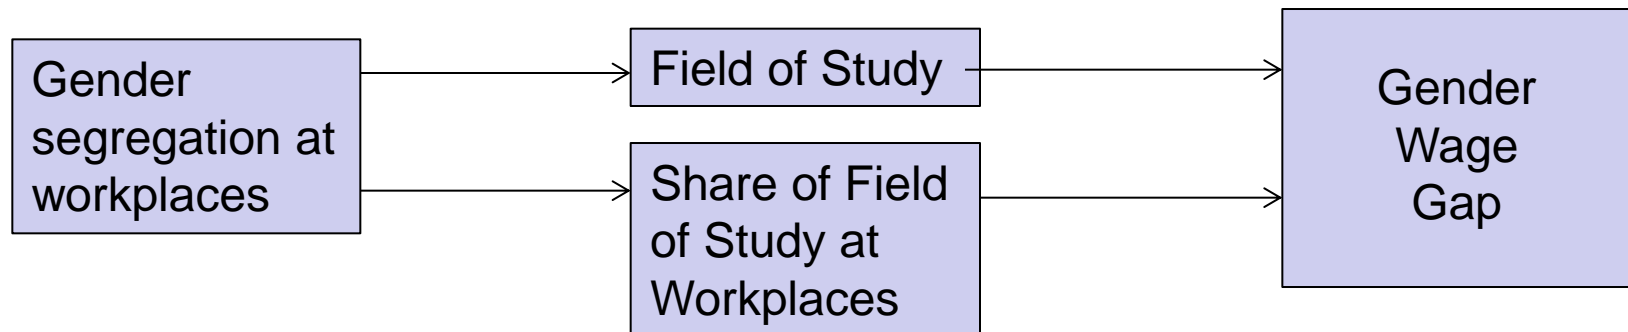 Gender
segregation at
workplaces
Field of Study
Share of Field
of Study at
Workplaces
Gender
Wage
Gap